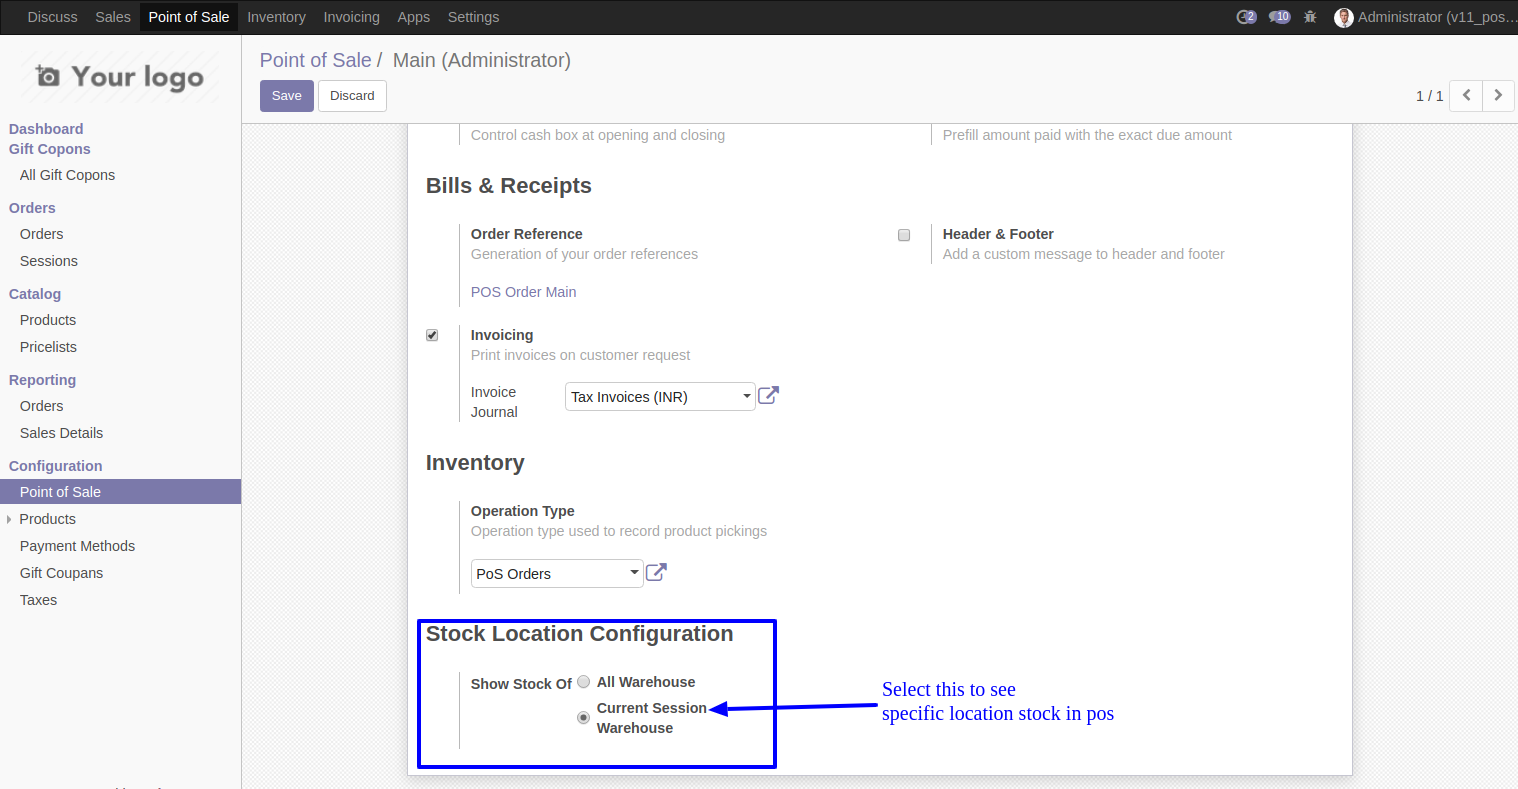 Discuss Sales Point of Sale Inventory Invoicing Apps Settings 2 10 Administrator (v11_pos...
Your logo
Point of Sale / Main (Administrator)
Save Discard
1 / 1
Dashboard
Gift Copons
All Gift Copons
Orders
Orders
Sessions
Catalog
Products
Pricelists
Reporting
Orders
Sales Details
Configuration
Point of Sale
Products
Payment Methods
Gift Coupans
Taxes
Control cash box at opening and closing
Prefill amount paid with the exact due amount
Bills & Receipts
Order Reference
Generation of your order references
POS Order Main
Header & Footer
Add a custom message to header and footer
Invoicing
Print invoices on customer request
Invoice
Journal
Tax Invoices (INR)
Inventory
Operation Type
Operation type used to record product pickings
PoS Orders
Stock Location Configuration
Show Stock Of
All Warehouse
Current Session
Warehouse
Select this to see
specific location stock in pos